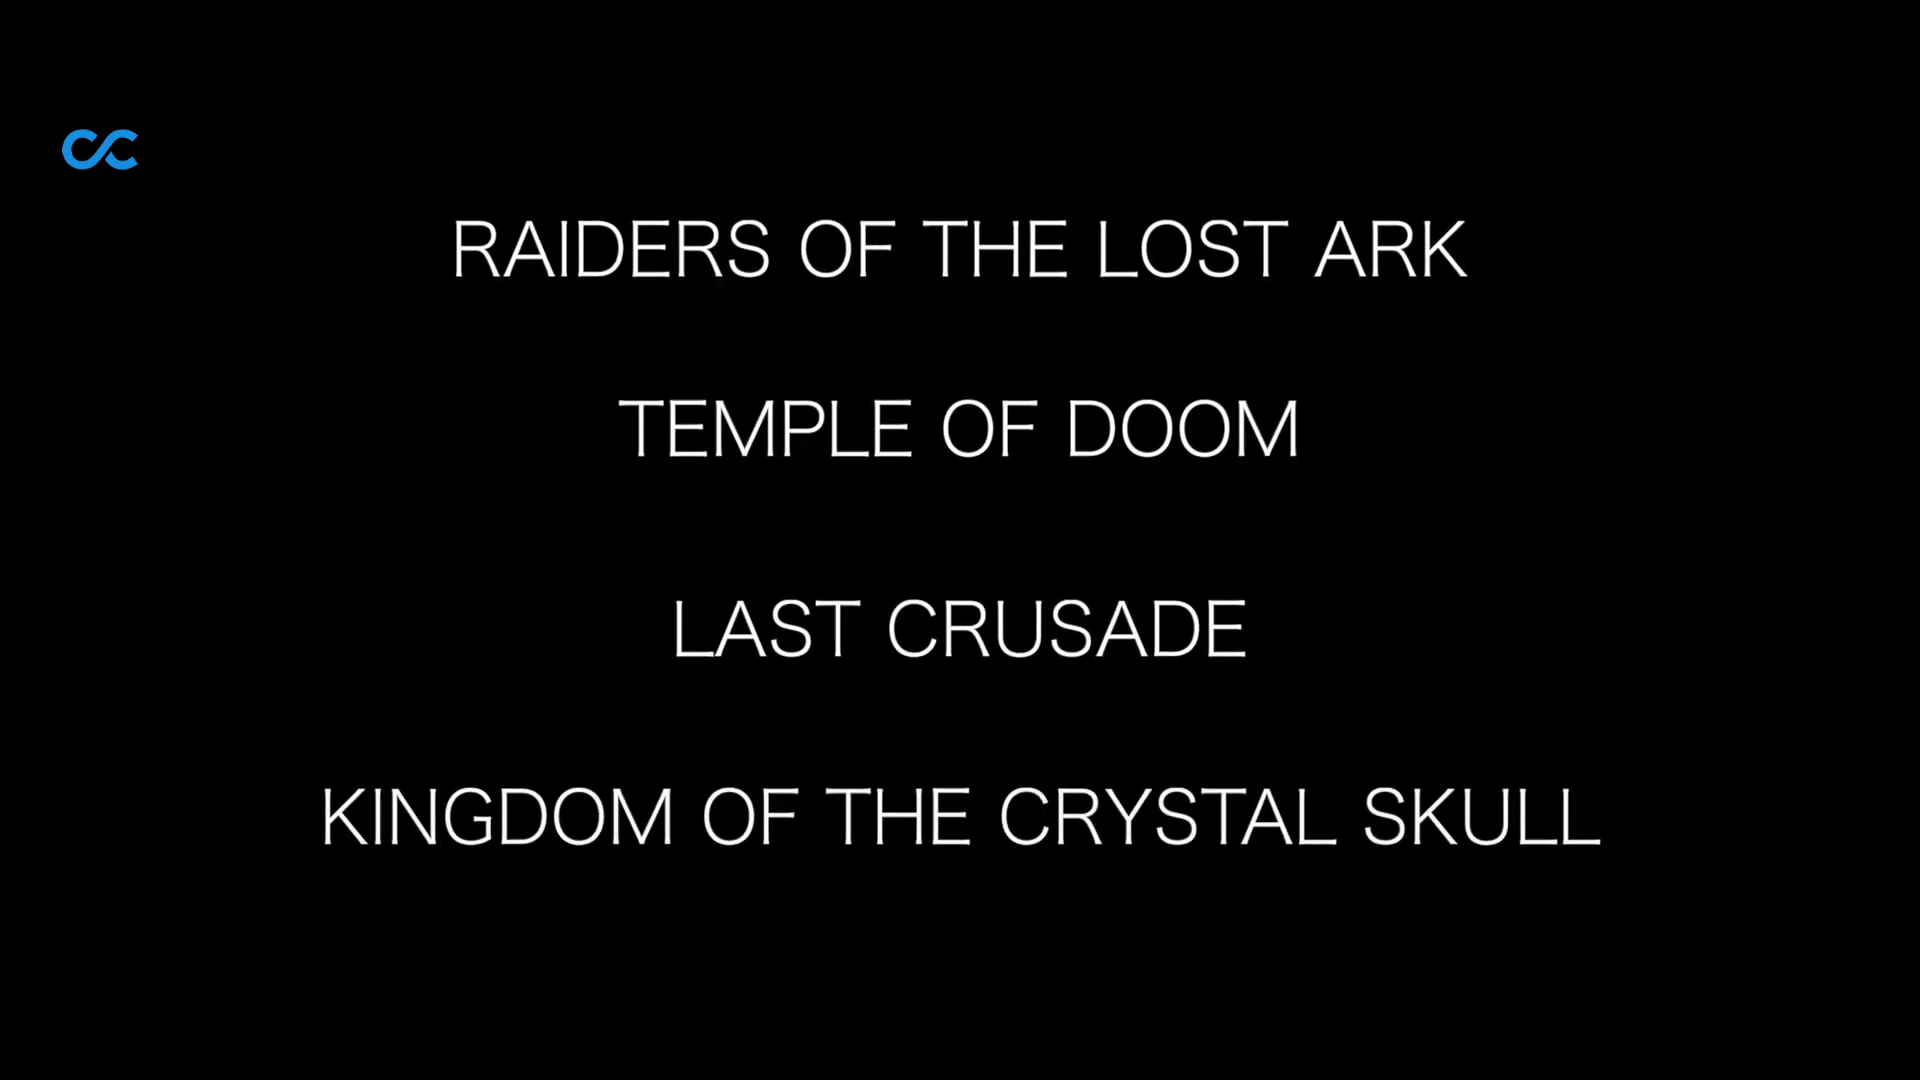 RAIDERS OF THE LOST ARK
TEMPLE OF DOOM
LAST CRUSADE
KINGDOM OF THE CRYSTAL SKULL